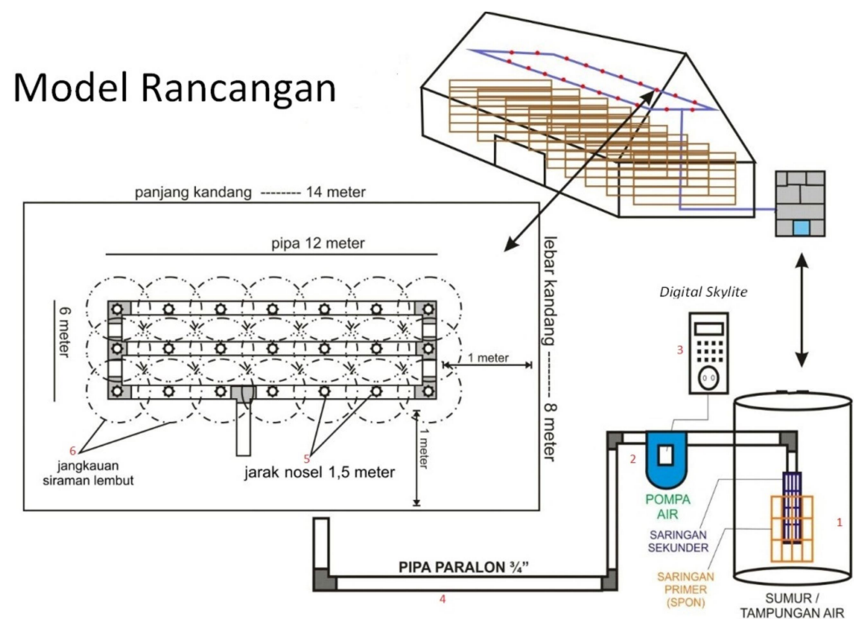 Model Rancangan
panjang kandang -------- 14 meter
pipa 12 meter
6 meter
lebar kandang -------- 8 meter
1 meter
1 meter
6
jangkauan
siraman lembut
5
jarak nosel 1,5 meter
Digital Skylite
3
2
POMPA
AIR
SARINGAN
SEKUNDER
SARINGAN
PRIMER
(SPON)
1
SUMUR /
TAMPUNGAN AIR
PIPA PARALON ¾"
4